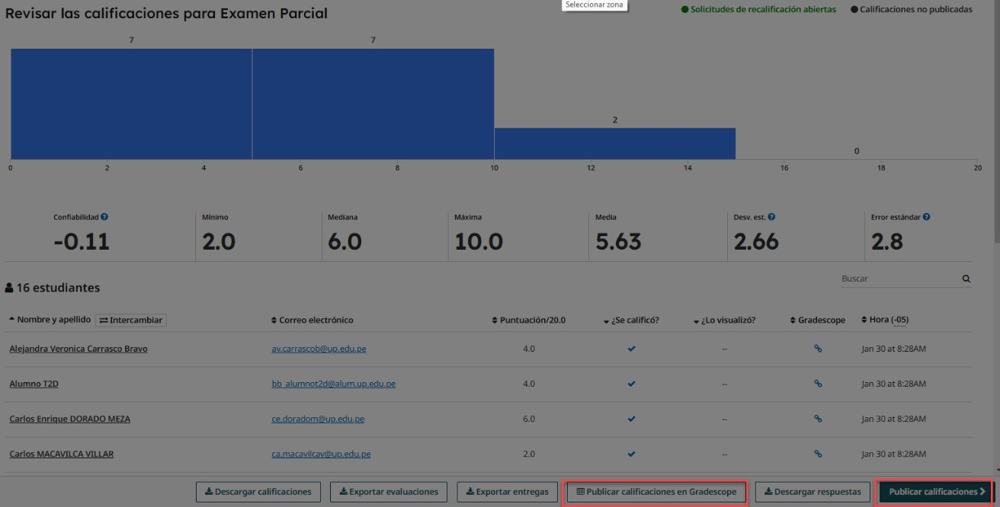 Seleccionar zona
Revisar las calificaciones para Examen Parcial
Solicitudes de recalificación abiertas
Calificaciones no publicadas
7 7
2
0
0 2 4 6 8 10 12 14 16 18 20
Confiabilidad Mínimo Mediana Máxima Media Desv. est. Error estándar
-0.11 2.0 6.0 10.0 5.63 2.66 2.8
16 estudiantes
Buscar
Nombre y apellido Intercambiar Correo electrónico Puntuación/20.0 ¿Se calificó? ¿Lo visualizó? Gradescope Hora (-05)
Alejandra Veronica Carrasco Bravo av.carrascob@up.edu.pe 4.0 -- Jan 30 at 8:28AM
Alumno T2D bb_alumnot2d@alum.up.edu.pe 4.0 -- Jan 30 at 8:28AM
Carlos Enrique DORADO MEZA ce.doradom@up.edu.pe 6.0 -- Jan 30 at 8:28AM
Carlos MACAVILCA VILLAR ca.macavilcav@up.edu.pe 2.0 -- Jan 30 at 8:28AM
Descargar calificaciones Exportar evaluaciones Exportar entregas Publicar calificaciones en Gradescope Descargar respuestas Publicar calificaciones